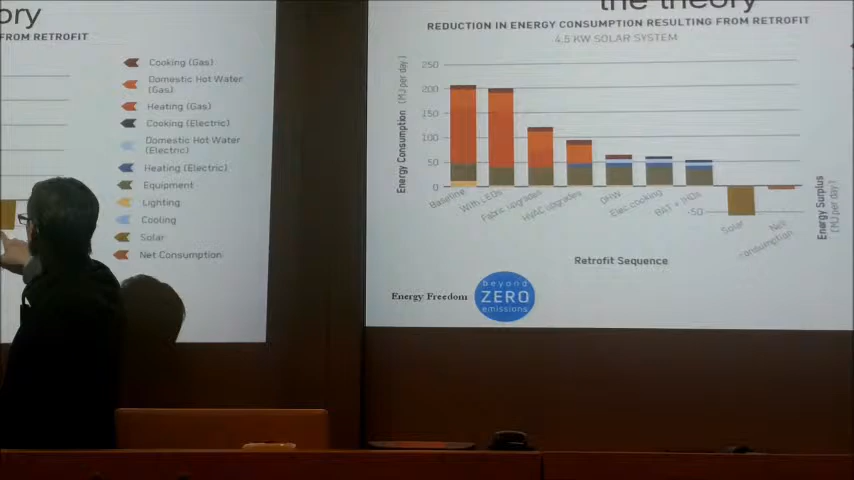 ory
FROM RETROFIT
Cooking (Gas)
Domestic Hot Water
(Gas)
Heating (Gas)
Cooking (Electric)
Domestic Hot Water
(Electric)
Heating (Electric)
Equipment
Lighting
Cooling
Solar
Net Consumption
the theory
REDUCTION IN ENERGY CONSUMPTION RESULTING FROM RETROFIT
4.5 KW SOLAR SYSTEM
Energy Consumption (MJ per day)
250
200
150
100
50
0
-50
Baseline
With LEDs
Fabric upgrades
HVAC upgrades
DHW
Elec cooking
BAT + IHDs
Solar
Net
consumption
Energy Surplus
(MJ per day)
Retrofit Sequence
Energy Freedom
beyond
ZERO
emissions